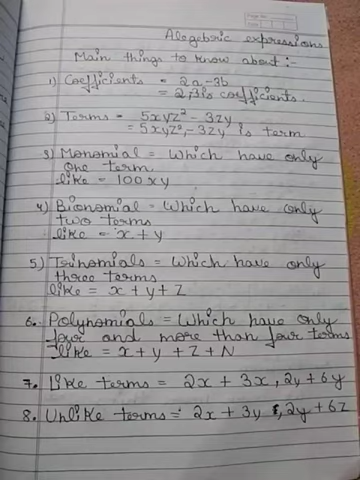 Alegebric expressions
Main things to know about :-
1) Coefficients = 2a-3b
= 2,3 is coefficients.
2) Terms = 5xyz² - 3zy
= 5xyz², -3zy is term
3) Monomial = Which have only
one term
like = 100xy
4) Bionomial = Which have only
two terms
like = x + y
5) Trinomials = Which have only
three terms
like = x + y + z
6. Polynomials = Which have only
four and more than four terms
like = x + y + z + N
7. Like terms = 2x + 3x, 2y + 6y
8. Unlike terms = 2x + 3y , 2y + 6z